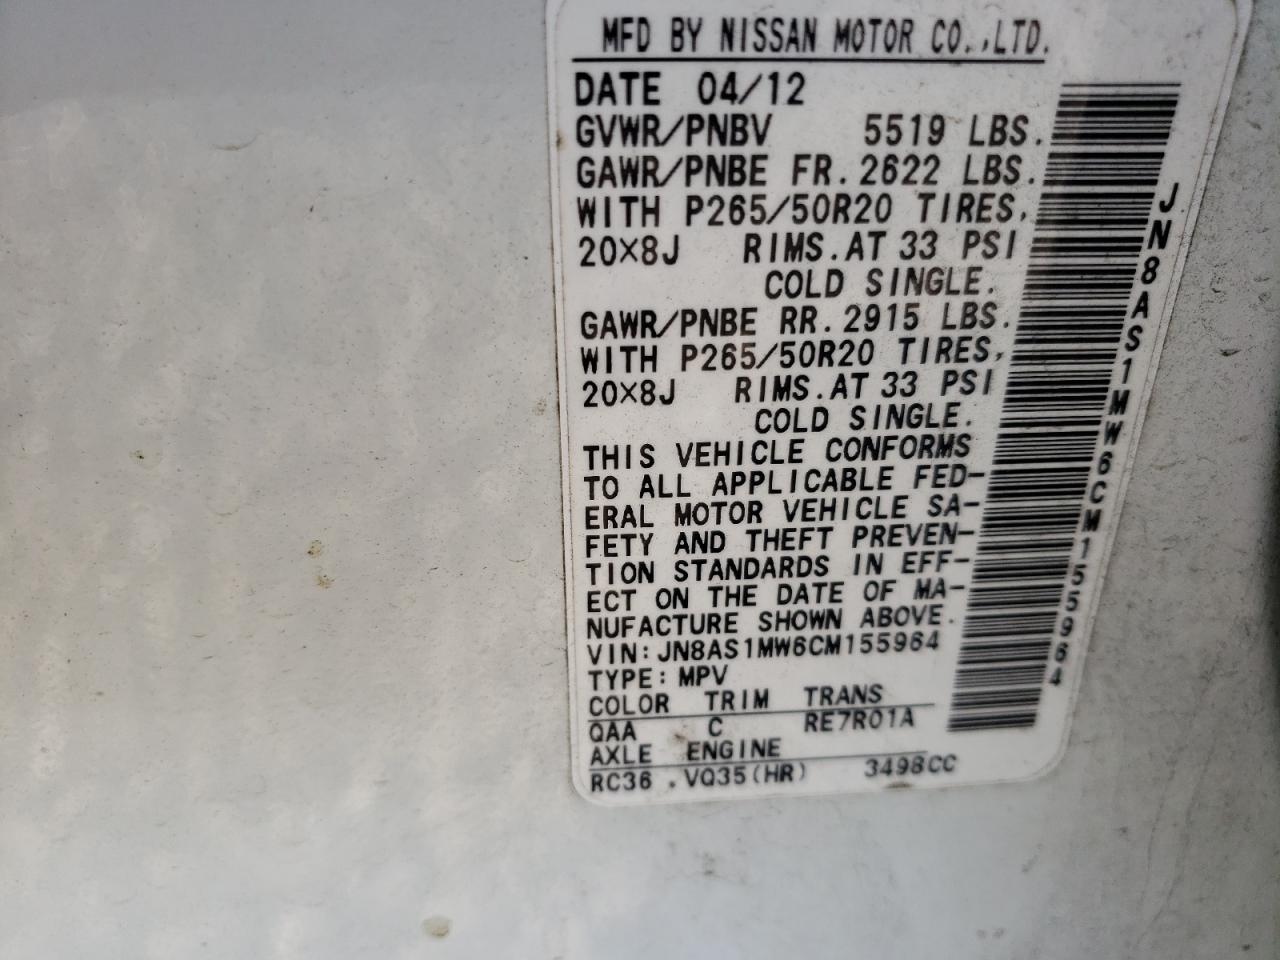 MFD BY NISSAN MOTOR CO.,LTD.
DATE 04/12
GVWR/PNBV 5519 LBS.
GAWR/PNBE FR. 2622 LBS.
WITH P265/50R20 TIRES,
20×8J RIMS. AT 33 PSI
COLD SINGLE.
GAWR/PNBE RR. 2915 LBS.
WITH P265/50R20 TIRES,
20×8J RIMS. AT 33 PSI
COLD SINGLE.
THIS VEHICLE CONFORMS
TO ALL APPLICABLE FED-
ERAL MOTOR VEHICLE SA-
FETY AND THEFT PREVEN-
TION STANDARDS IN EFF-
ECT ON THE DATE OF MA-
NUFACTURE SHOWN ABOVE.
VIN: JN8AS1MW6CM155964
TYPE: MPV
COLOR TRIM TRANS
QAA C RE7R01A
AXLE ENGINE
RC36 . VQ35(HR) 3498CC
JN8AS1MW6CM155964